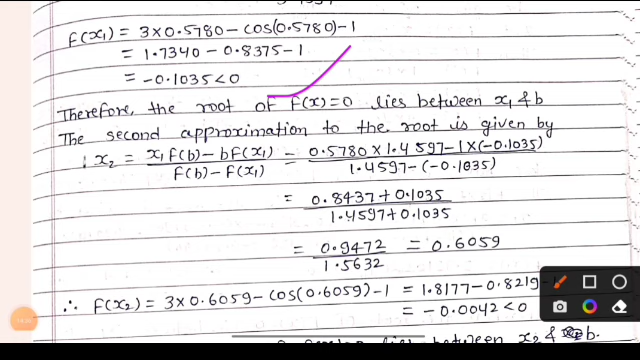 F(x₁) = 3×0.5780 - cos(0.5780) - 1
= 1.7340 - 0.8375 - 1
= -0.1035 < 0
Therefore, the root of F(x)=0 lies between x₁ & b
The second approximation to the root is given by
∴ x₂ = x₁F(b) - bF(x₁) / F(b) - F(x₁) = 0.5780 × 1.4597 - 1×(-0.1035) / 1.4597 - (-0.1035)
= 0.8437 + 0.1035 / 1.4597 + 0.1035
= 0.9472 / 1.5632 = 0.6059
∴ F(x₂) = 3×0.6059 - cos(0.6059) - 1 = 1.8177 - 0.8219 -
= -0.0042 < 0
lies between x₂ & b.